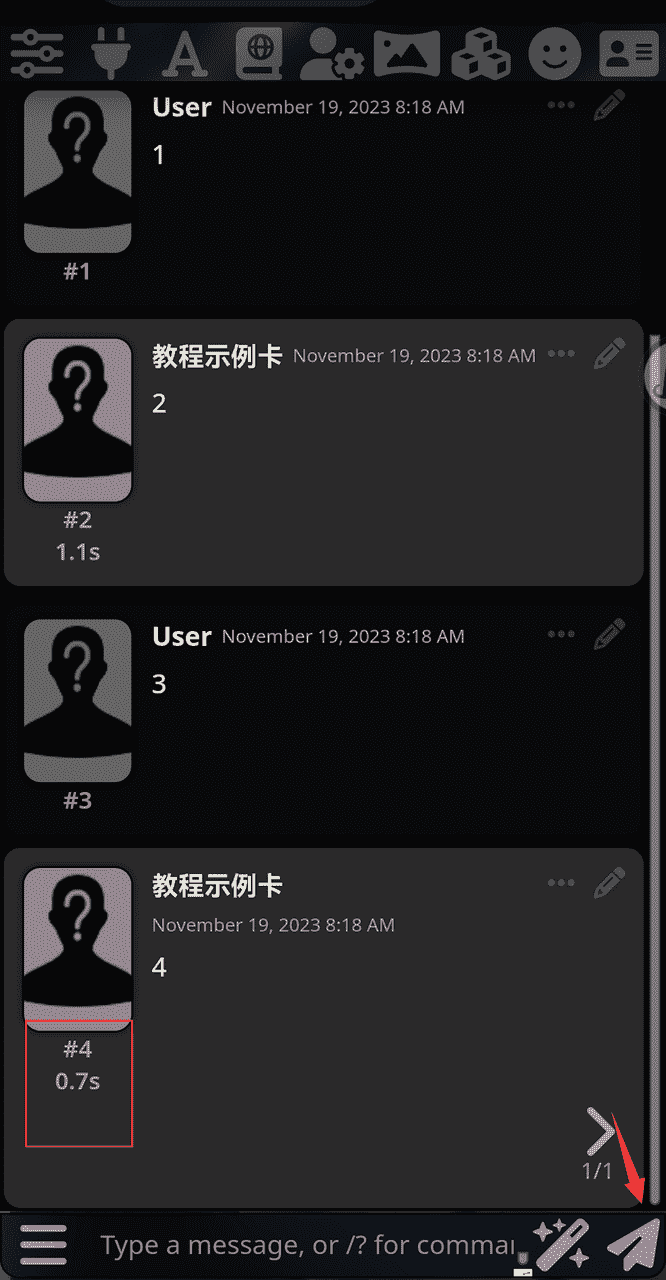 User November 19, 2023 8:18 AM
1
#1
教程示例卡 November 19, 2023 8:18 AM
2
#2
1.1s
User November 19, 2023 8:18 AM
3
#3
教程示例卡
November 19, 2023 8:18 AM
4
#4
0.7s
1/1
Type a message, or /? for comma